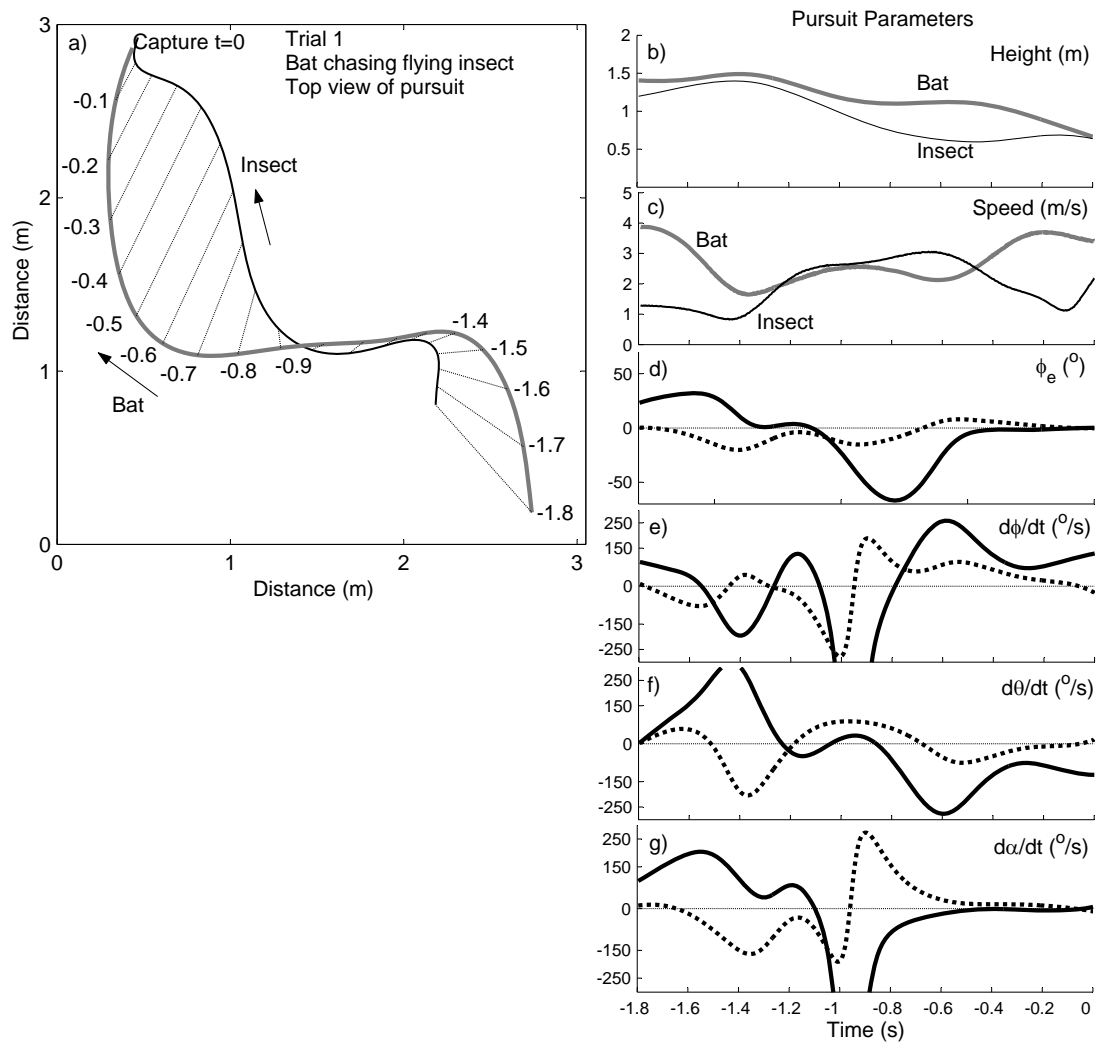 Pursuit Parameters
a)
Capture t=0
Trial 1
Bat chasing flying insect
Top view of pursuit
3
2
1
0
Distance (m)
-0.1
-0.2
-0.3
-0.4
-0.5
-0.6
-0.7
-0.8
-0.9
-1.4
-1.5
-1.6
-1.7
-1.8
Insect
Bat
0
1
2
3
Distance (m)
b)
Height (m)
2
1.5
1
0.5
0
Bat
Insect
c)
Speed (m/s)
5
4
3
2
1
0
Bat
Insect
d)
ϕe (o)
50
0
-50
e)
dϕ/dt (o/s)
250
150
0
-150
-250
f)
dθ/dt (o/s)
250
150
0
-150
-250
g)
dα/dt (o/s)
250
150
0
-150
-250
-1.8 -1.6 -1.4 -1.2 -1 -0.8 -0.6 -0.4 -0.2 0
Time (s)